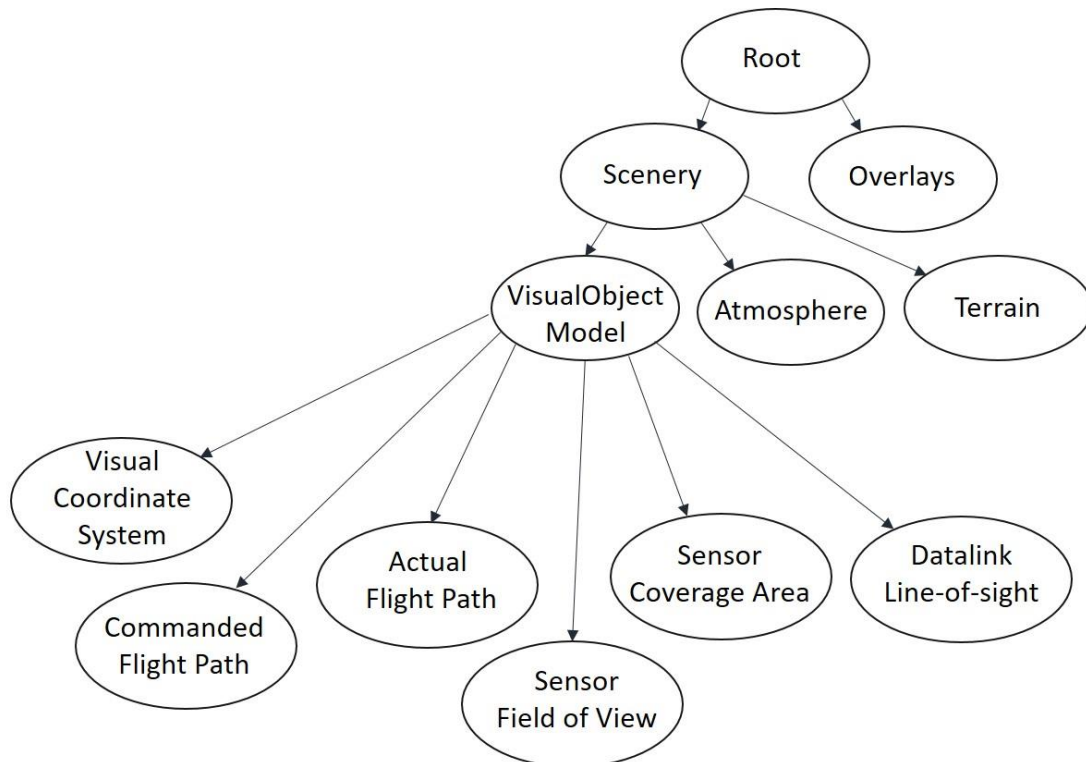 Root
Scenery
Overlays
VisualObject
Model
Atmosphere
Terrain
Visual
Coordinate
System
Commanded
Flight Path
Actual
Flight Path
Sensor
Field of View
Sensor
Coverage Area
Datalink
Line-of-sight